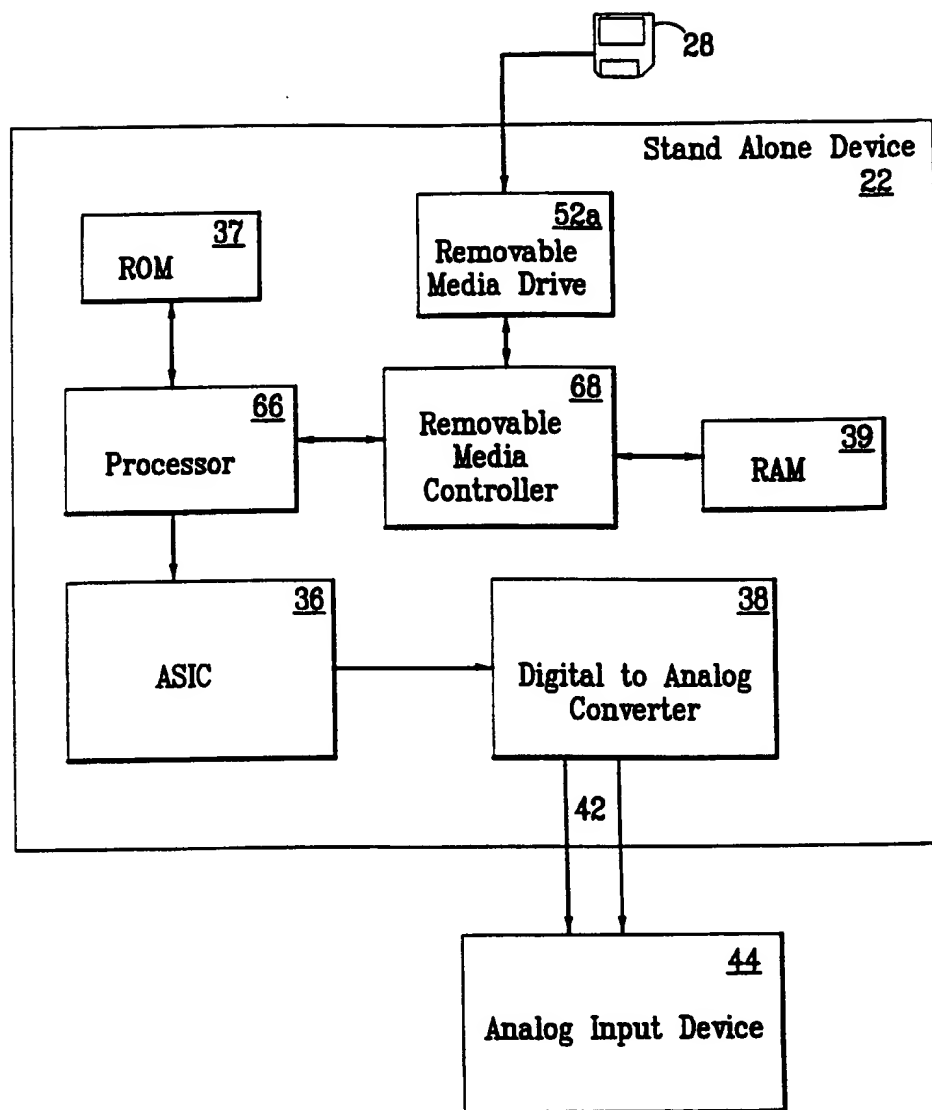 28
Stand Alone Device
22
37
ROM
52a
Removable
Media Drive
66
Processor
68
Removable
Media
Controller
39
RAM
36
ASIC
38
Digital to Analog
Converter
42
44
Analog Input Device